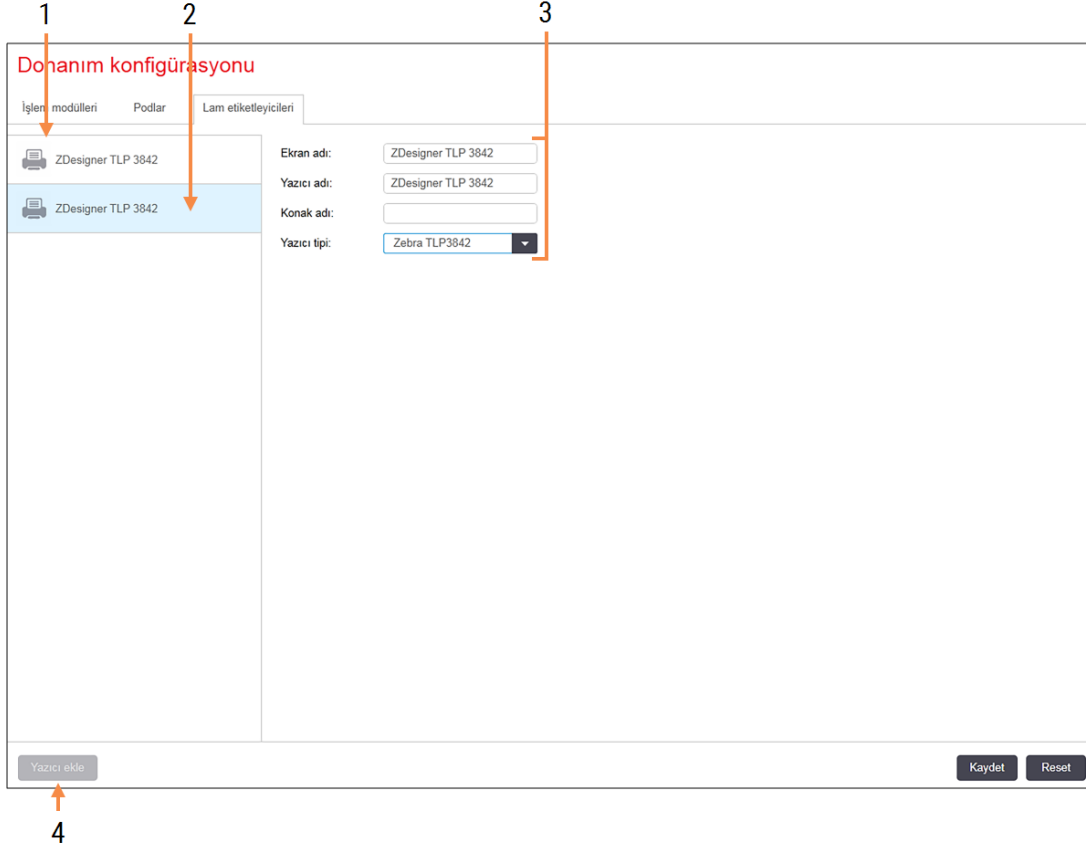 1 2 3
Donanım konfigürasyonu
İşlem modülleri Podlar Lam etiketleyicileri
ZDesigner TLP 3842
ZDesigner TLP 3842
Ekran adı: ZDesigner TLP 3842
Yazıcı adı: ZDesigner TLP 3842
Konak adı:
Yazıcı tipi: Zebra TLP3842
Yazıcı ekle Kaydet Reset
4